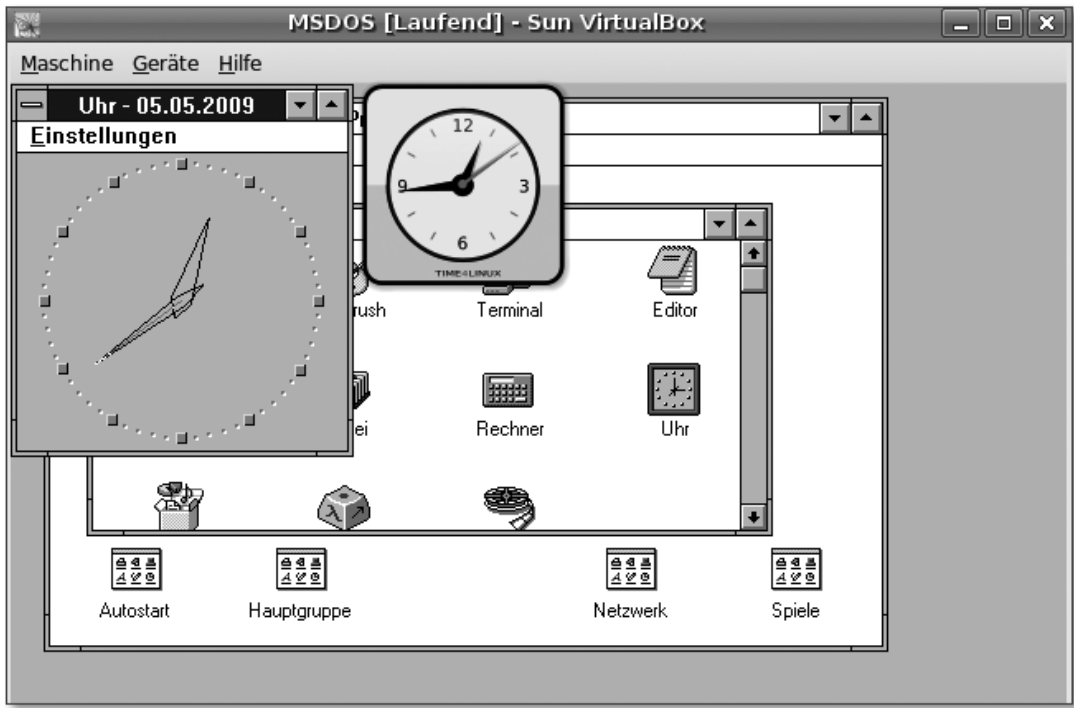 MSDOS [Laufend] - Sun VirtualBox
Maschine Geräte Hilfe
Uhr - 05.05.2009
Einstellungen
12
9
3
6
TIME4LINUX
rush
Terminal
Editor
ei
Rechner
Uhr
λ
Autostart
Hauptgruppe
Netzwerk
Spiele